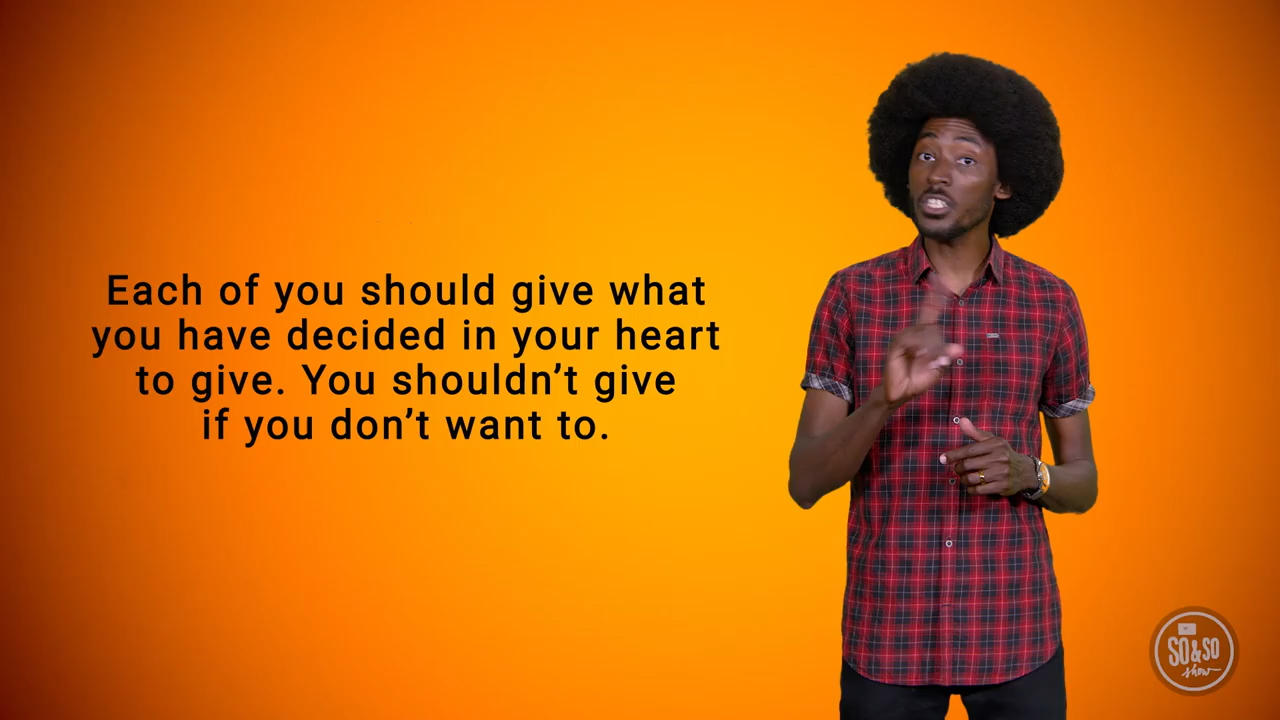 Each of you should give what
you have decided in your heart
to give. You shouldn’t give
if you don’t want to.
SO & SO
show